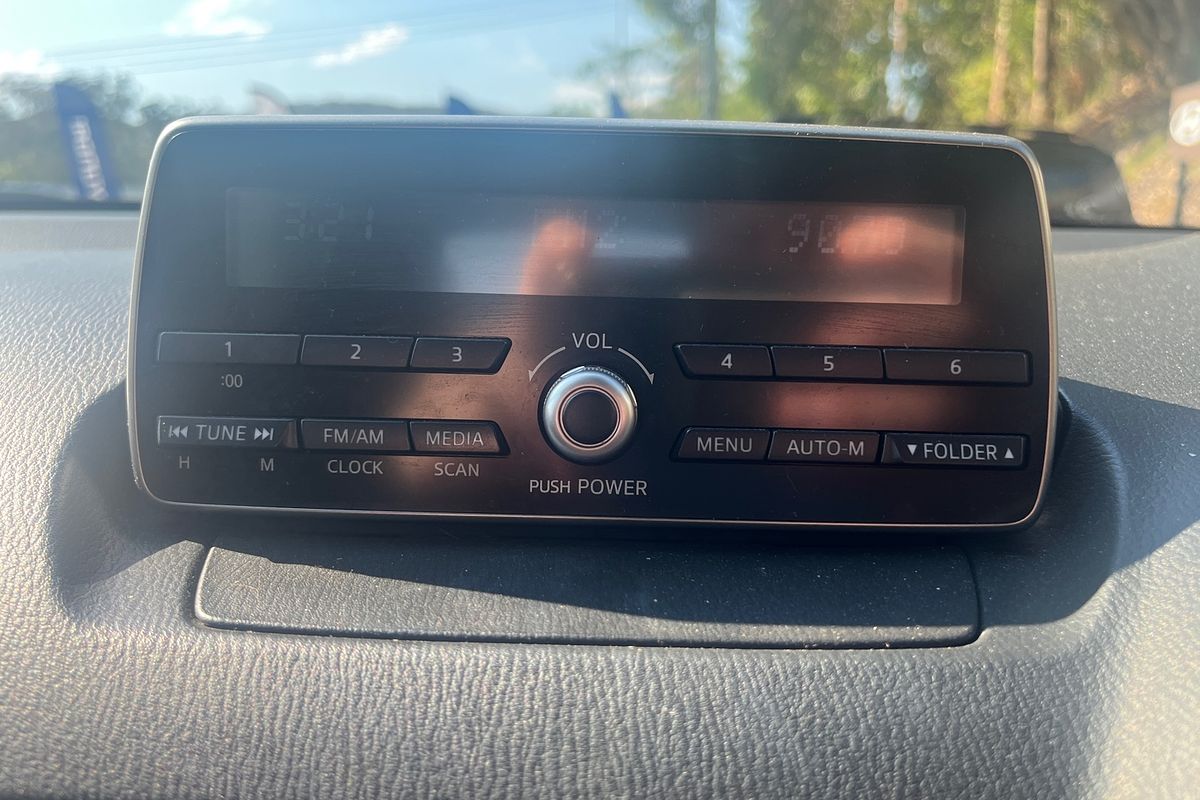 3:21
VOL
1 2 3 4 5 6
:00
TUNE FM/AM MEDIA MENU AUTO-M ▼ FOLDER ▲
H M CLOCK SCAN
PUSH POWER